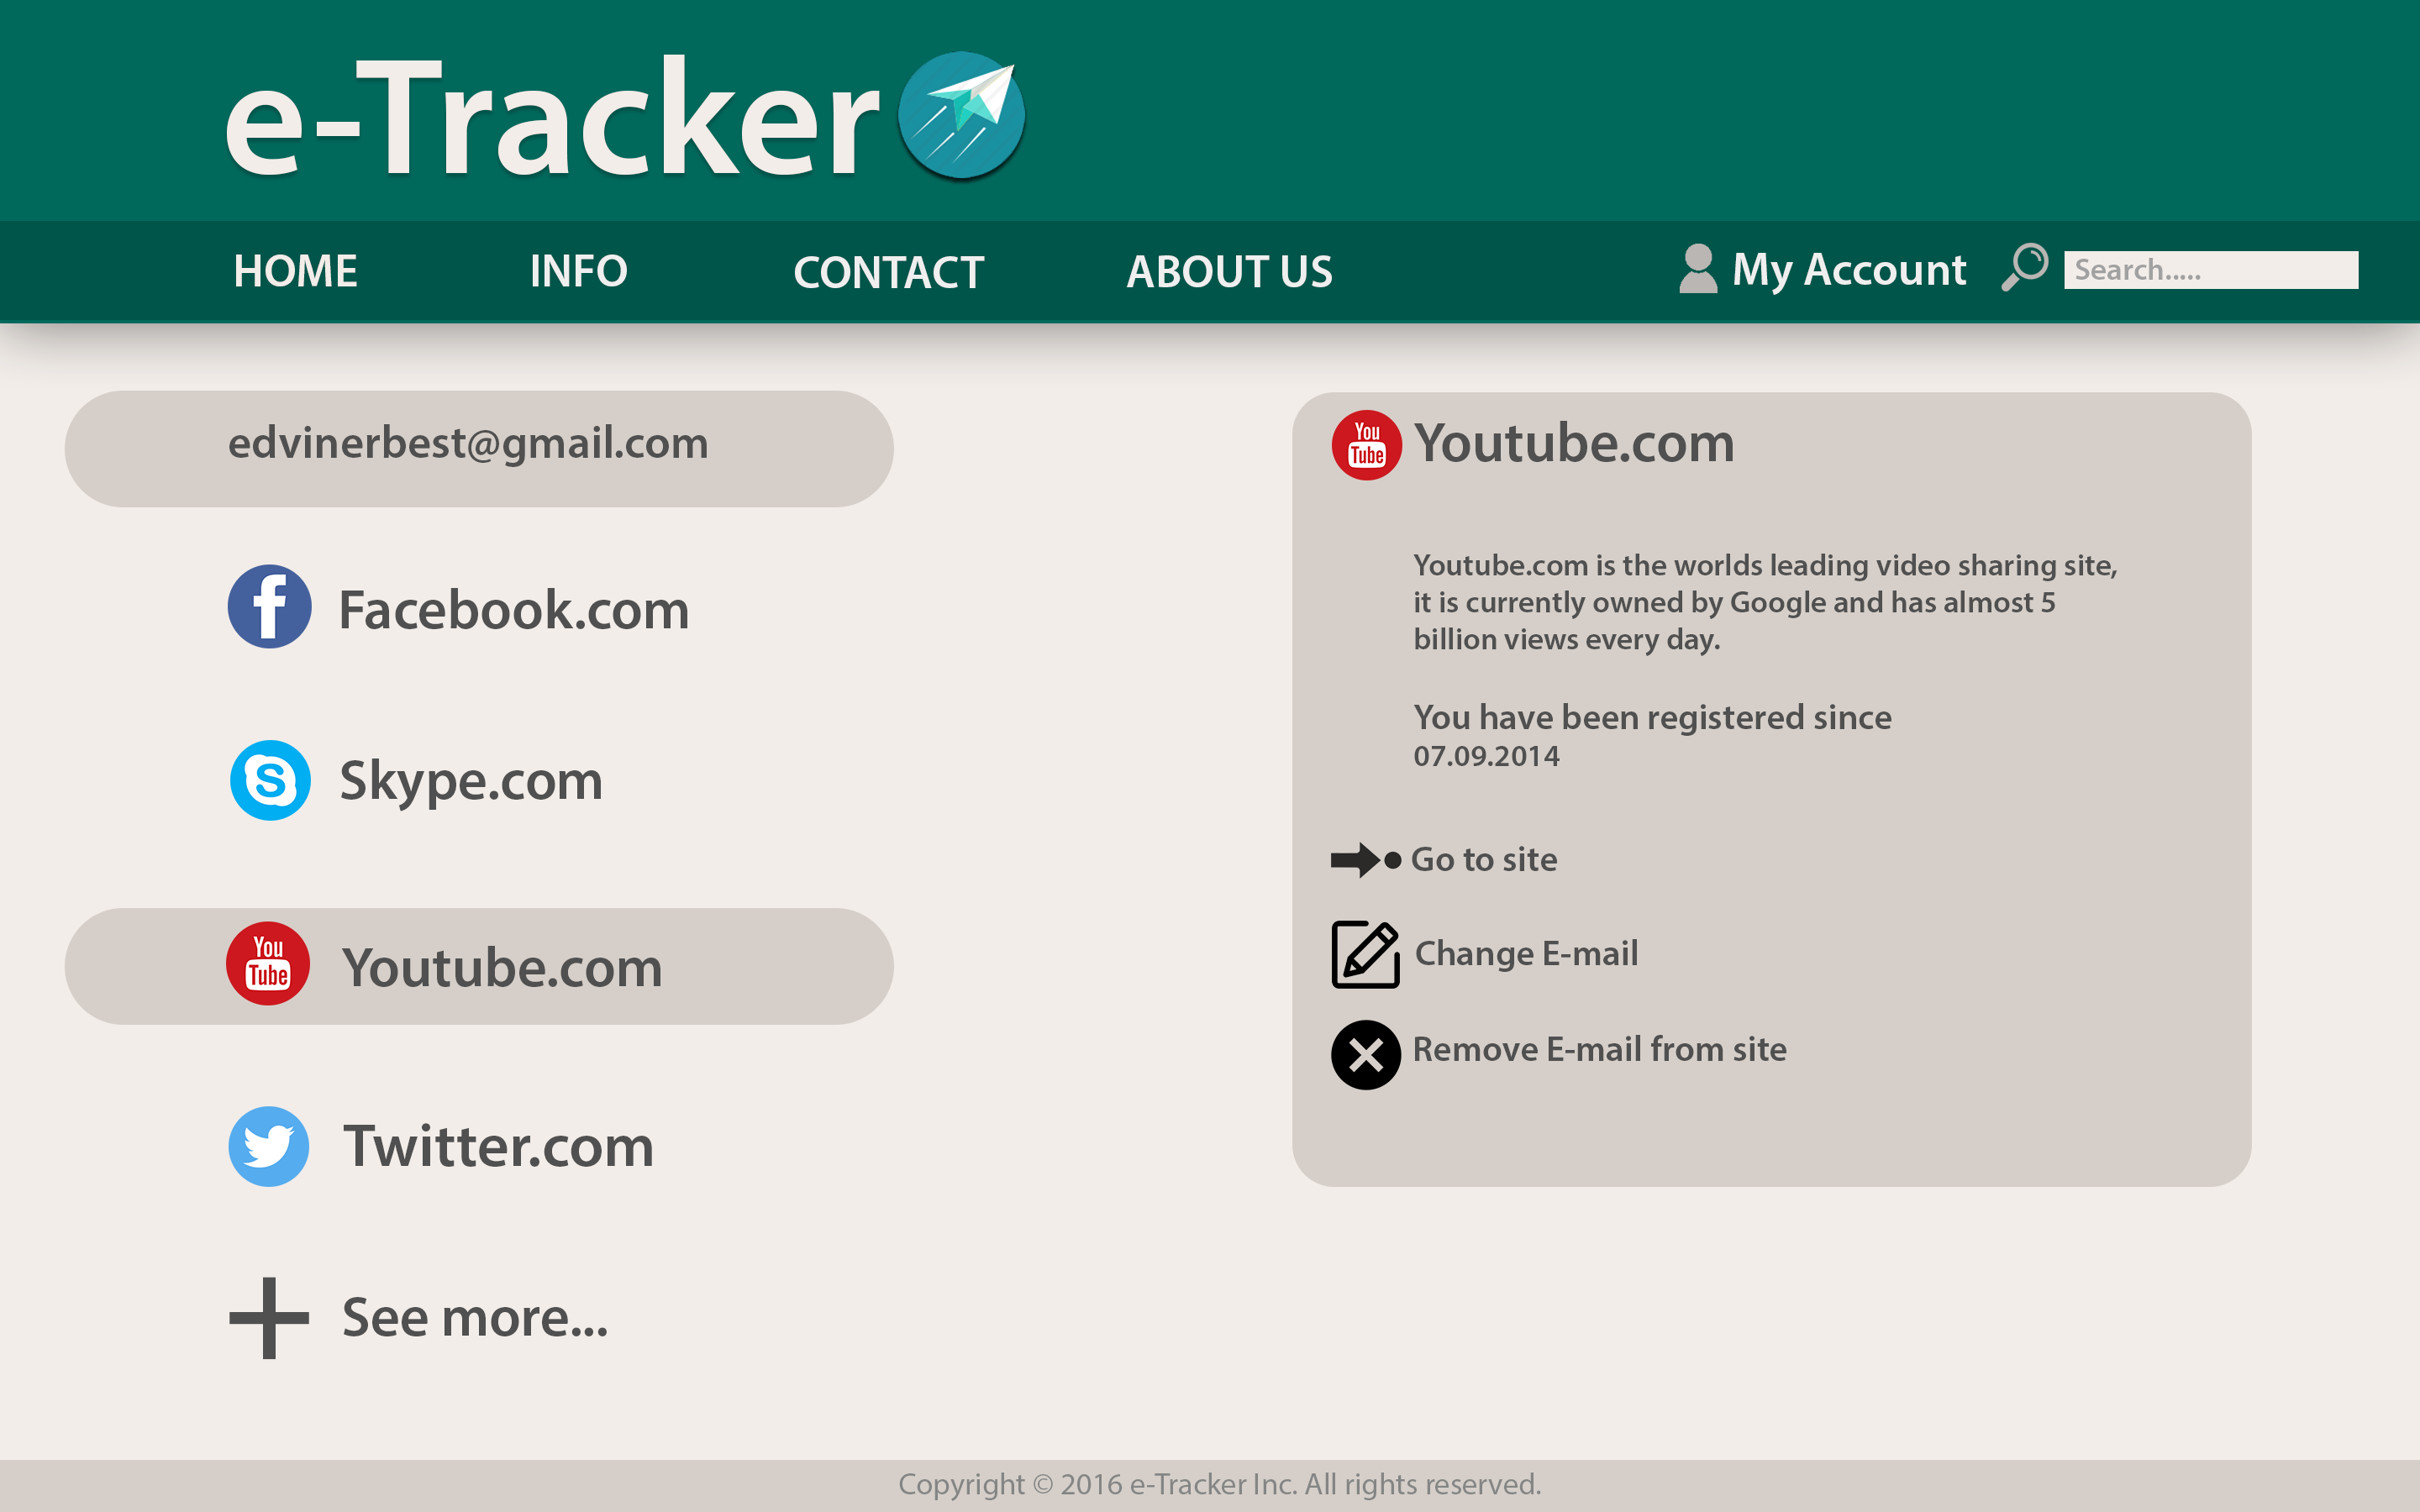 e-Tracker
HOME INFO CONTACT ABOUT US My Account Search.....
edvinerbest@gmail.com
Facebook.com
Skype.com
You
Tube
Youtube.com
Twitter.com
See more...
You
Tube
Youtube.com
Youtube.com is the worlds leading video sharing site,
it is currently owned by Google and has almost 5
billion views every day.
You have been registered since
07.09.2014
Go to site
Change E-mail
Remove E-mail from site
Copyright © 2016 e-Tracker Inc. All rights reserved.